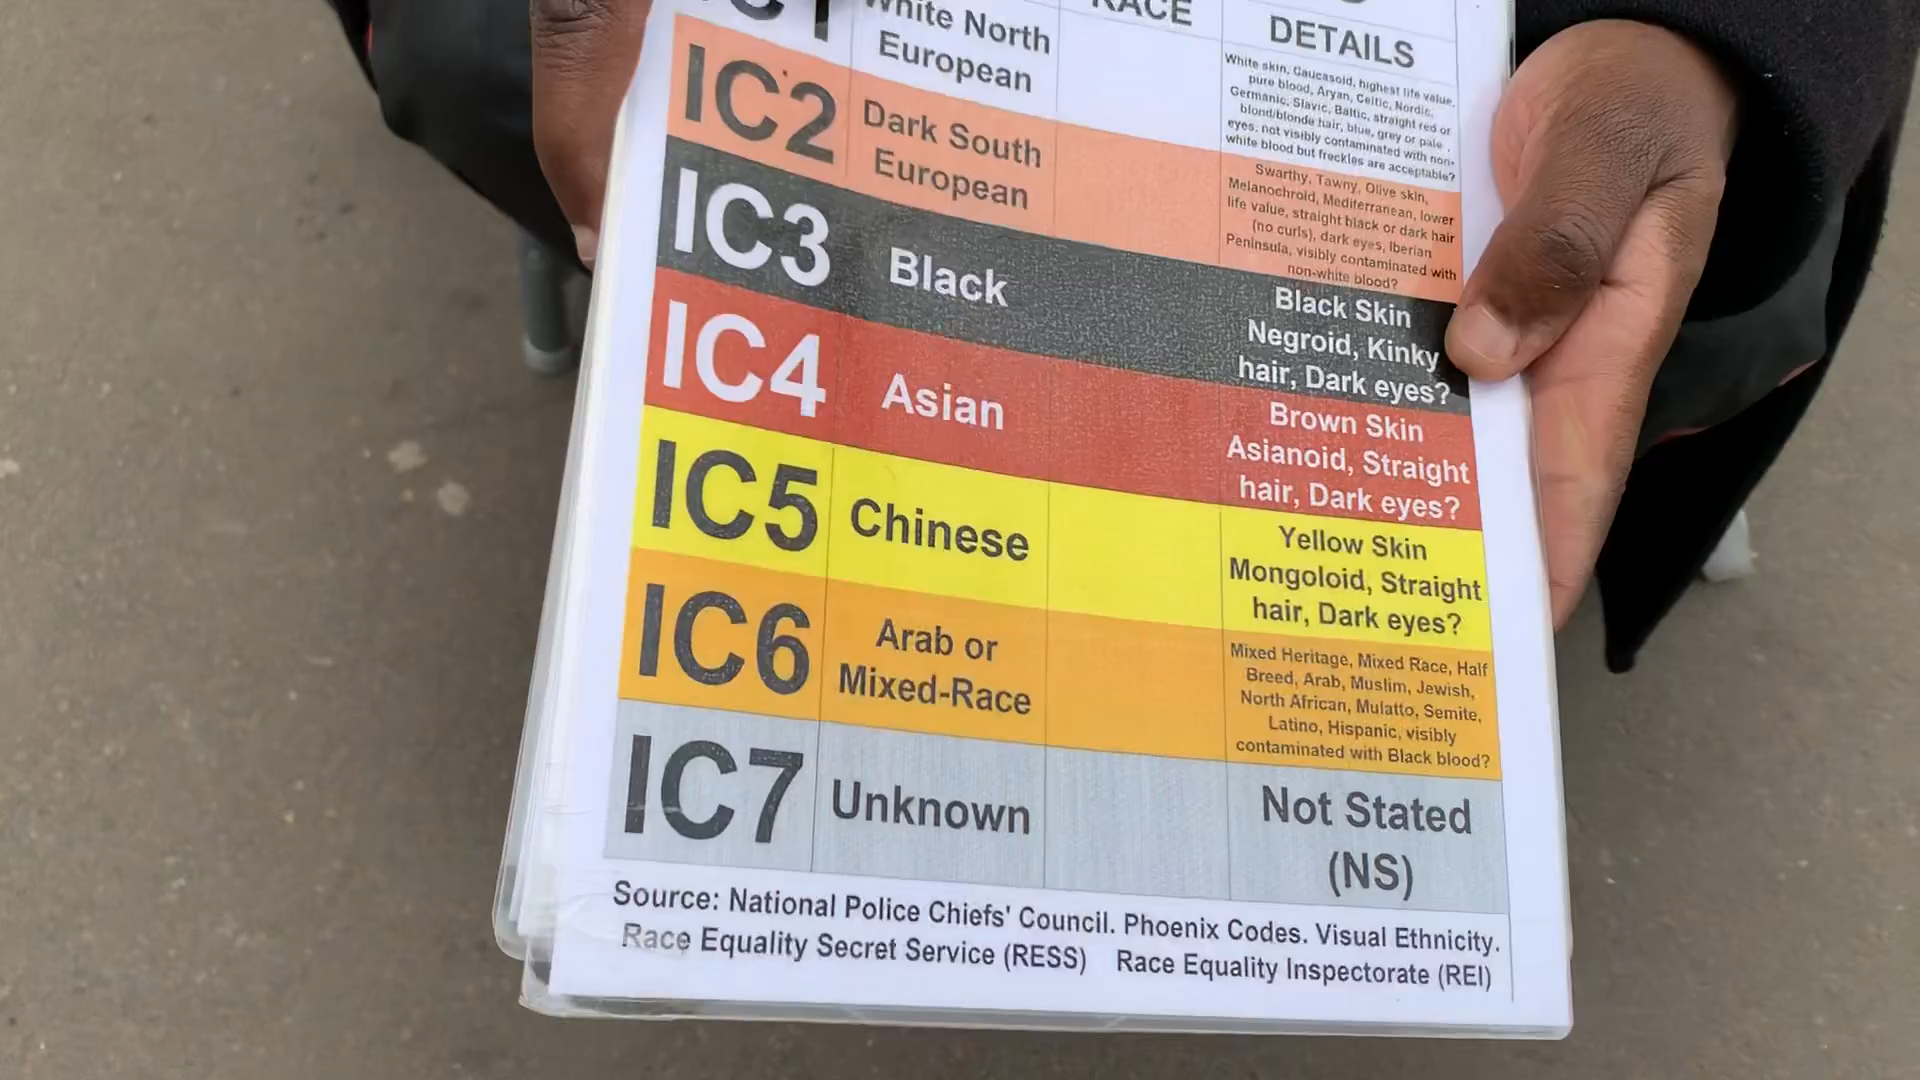 IC1
White North
European
RACE
DETAILS
White skin, Caucasoid, highest life value,
pure blood, Aryan, Celtic, Nordic,
Germanic, Slavic, Baltic, straight red or
blond/blonde hair, blue, grey or pale
eyes, not visibly contaminated with non-
white blood but freckles are acceptable?
IC2
Dark South
European
Swarthy, Tawny, Olive skin,
Melanochroid, Mediterranean, lower
life value, straight black or dark hair
(no curls), dark eyes, Iberian
Peninsula, visibly contaminated with
non-white blood?
IC3
Black
Black Skin
Negroid, Kinky
hair, Dark eyes?
IC4
Asian
Brown Skin
Asianoid, Straight
hair, Dark eyes?
IC5
Chinese
Yellow Skin
Mongoloid, Straight
hair, Dark eyes?
IC6
Arab or
Mixed-Race
Mixed Heritage, Mixed Race, Half
Breed, Arab, Muslim, Jewish,
North African, Mulatto, Semite,
Latino, Hispanic, visibly
contaminated with Black blood?
IC7
Unknown
Not Stated
(NS)
Source: National Police Chiefs' Council. Phoenix Codes. Visual Ethnicity.
Race Equality Secret Service (RESS) Race Equality Inspectorate (REI)